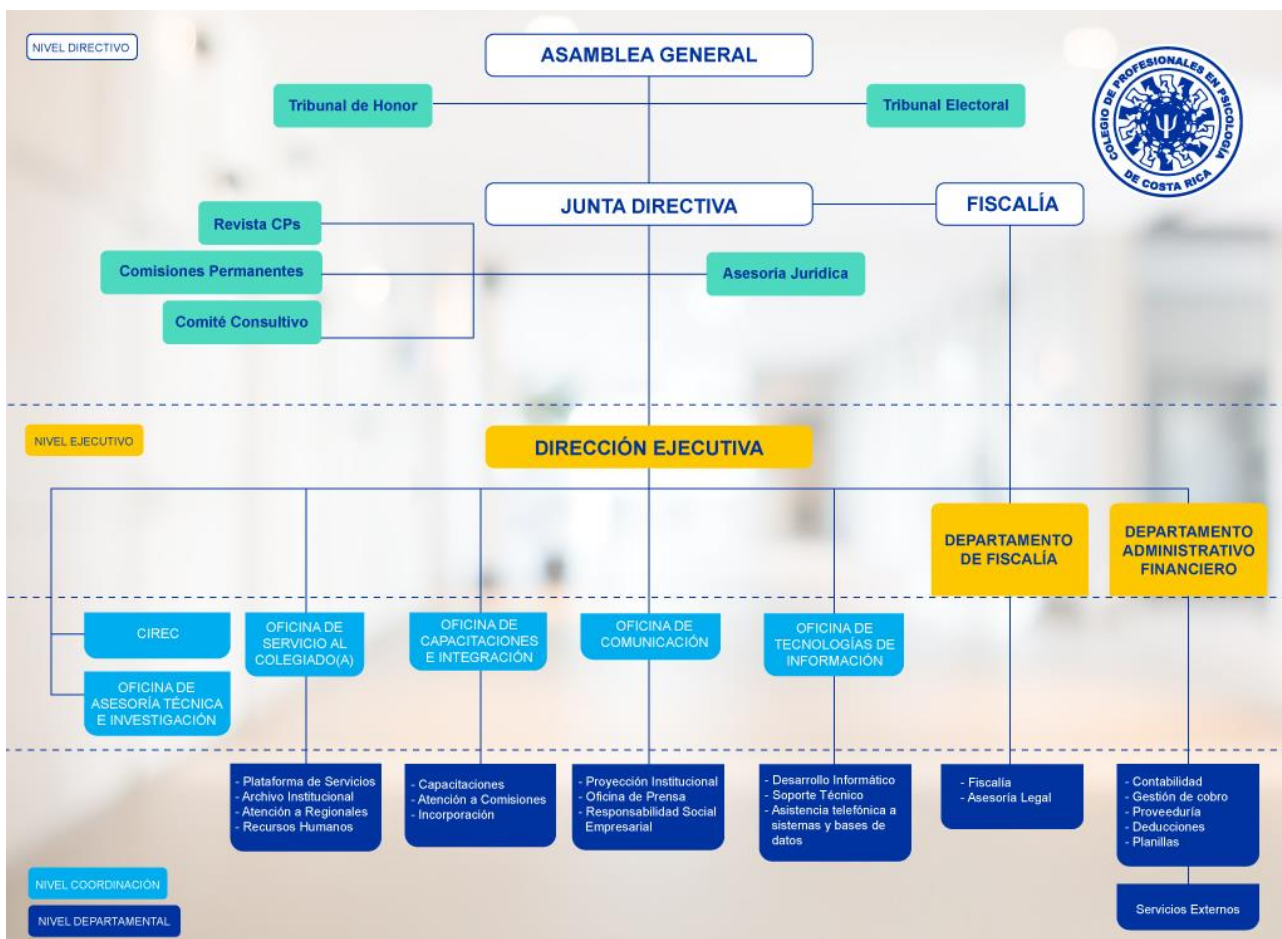 NIVEL DIRECTIVO
ASAMBLEA GENERAL
Tribunal de Honor
Tribunal Electoral
COLEGIO DE PROFESIONALES EN PSICOLOGÍA
DE COSTA RICA
Ψ
JUNTA DIRECTIVA
FISCALÍA
Revista CPs
Comisiones Permanentes
Asesoría Jurídica
Comité Consultivo
NIVEL EJECUTIVO
DIRECCIÓN EJECUTIVA
DEPARTAMENTO
DE FISCALÍA
DEPARTAMENTO
ADMINISTRATIVO
FINANCIERO
CIREC
OFICINA DE
SERVICIO AL
COLEGIADO(A)
OFICINA DE
CAPACITACIONES
E INTEGRACIÓN
OFICINA DE
COMUNICACIÓN
OFICINA DE
TECNOLOGÍAS DE
INFORMACIÓN
OFICINA DE
ASESORÍA TÉCNICA
E INVESTIGACIÓN
- Plataforma de Servicios
- Archivo Institucional
- Atención a Regionales
- Recursos Humanos
- Capacitaciones
- Atención a Comisiones
- Incorporación
- Proyección Institucional
- Oficina de Prensa
- Responsabilidad Social
Empresarial
- Desarrollo Informático
- Soporte Técnico
- Asistencia telefónica a
sistemas y bases de
datos
- Fiscalía
- Asesoría Legal
- Contabilidad
- Gestión de cobro
- Proveeduría
- Deducciones
- Planillas
Servicios Externos
NIVEL COORDINACIÓN
NIVEL DEPARTAMENTAL